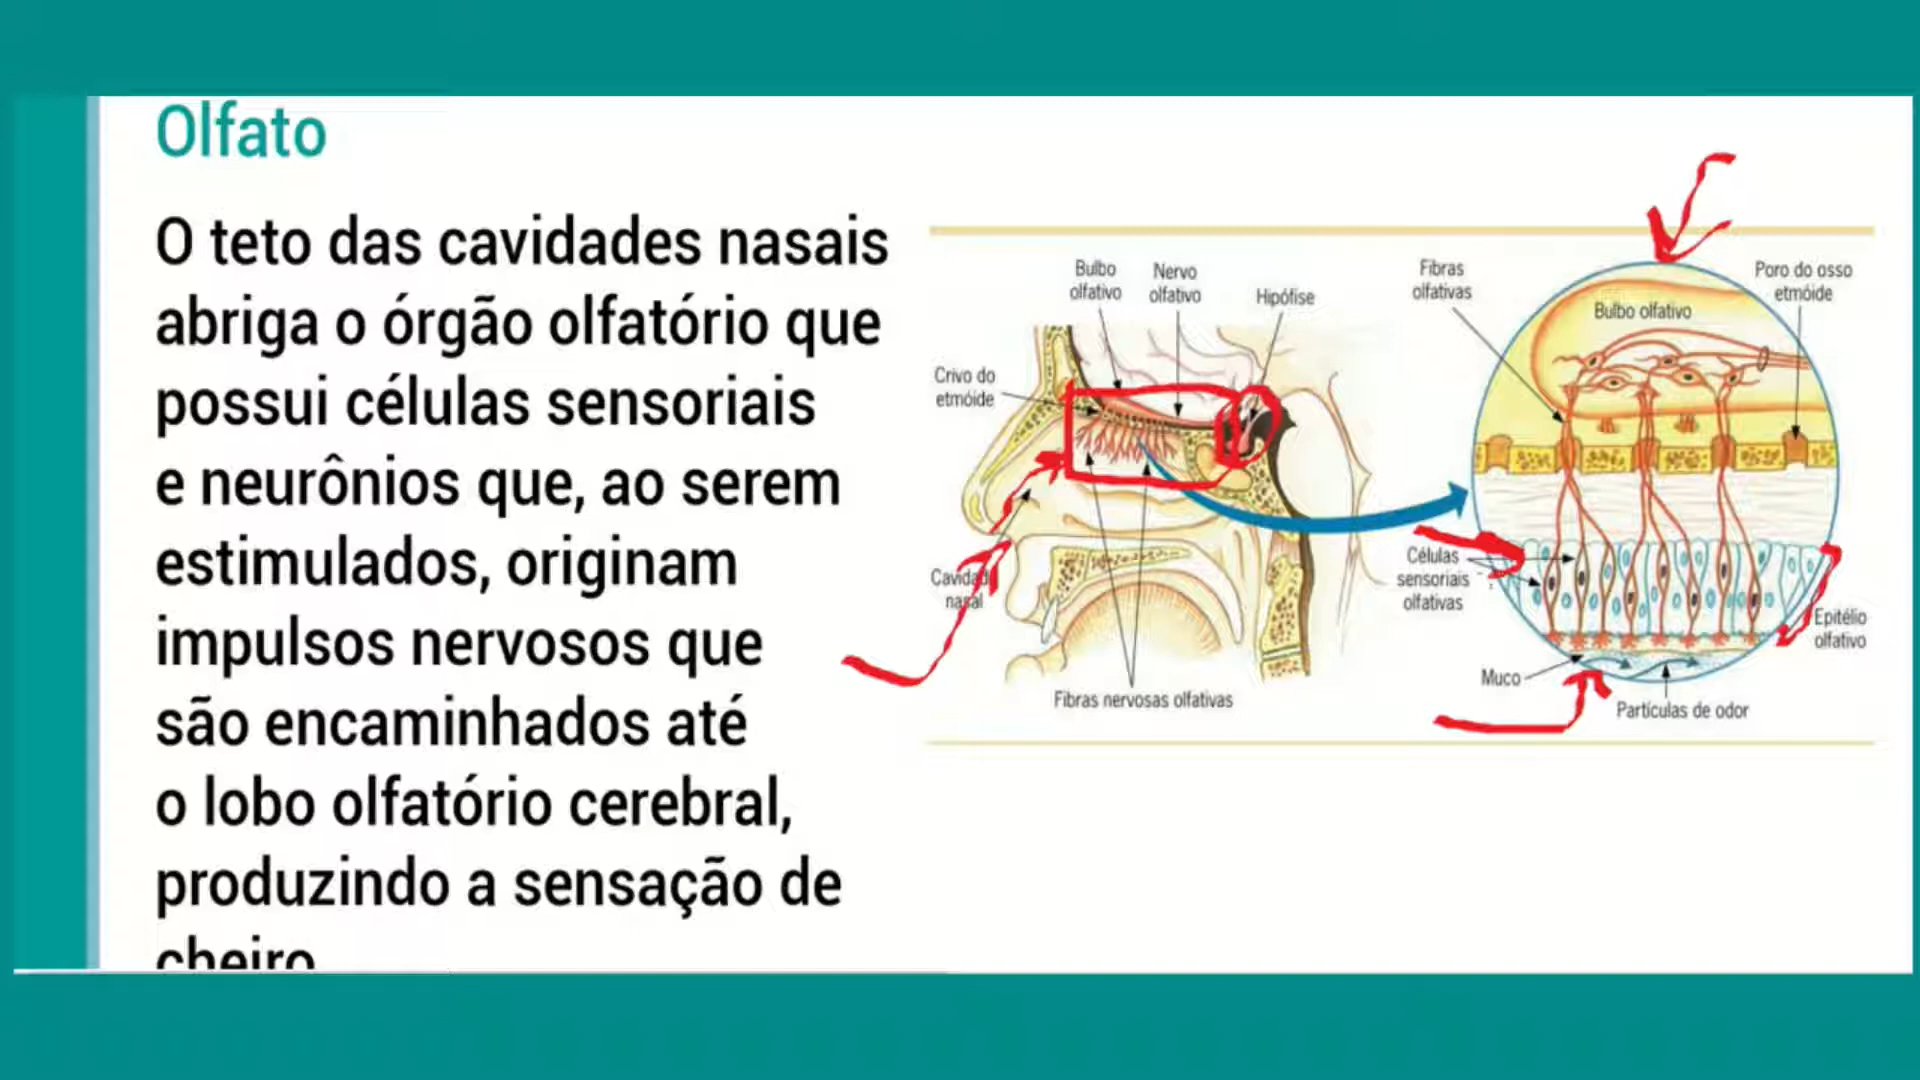 Olfato
O teto das cavidades nasais
abriga o órgão olfatório que
possui células sensoriais
e neurônios que, ao serem
estimulados, originam
impulsos nervosos que
são encaminhados até
o lobo olfatório cerebral,
produzindo a sensação de
cheiro
Bulbo
olfativo
Nervo
olfativo
Hipófise
Crivo do
etmóide
Cavidade
nasal
Fibras nervosas olfativas
Fibras
olfativas
Bulbo olfativo
Poro do osso
etmóide
Células
sensoriais
olfativas
Epitélio
olfativo
Muco
Partículas de odor